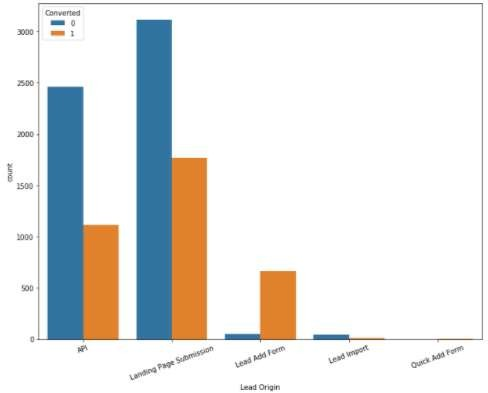 Converted
0
1
3000
2500
2000
1500
1000
500
0
count
API
Landing Page Submission
Lead Add Form
Lead Import
Quick Add Form
Lead Origin